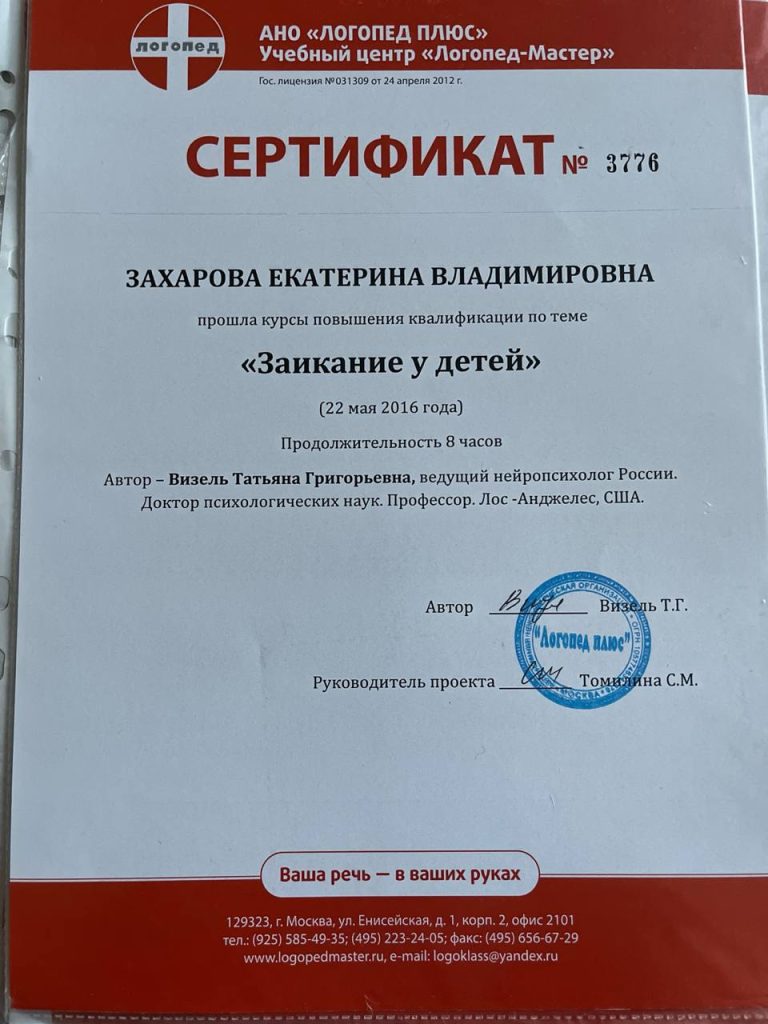 логопед
АНО «ЛОГОПЕД ПЛЮС»
Учебный центр «Логопед-Мастер»
Гос. лицензия №031309 от 24 апреля 2012 г.
СЕРТИФИКАТ № 3776
ЗАХАРОВА ЕКАТЕРИНА ВЛАДИМИРОВНА
прошла курсы повышения квалификации по теме
«Заикание у детей»
(22 мая 2016 года)
Продолжительность 8 часов
Автор – Визель Татьяна Григорьевна, ведущий нейропсихолог России.
Доктор психологических наук. Профессор. Лос -Анджелес, США.
Автор Визель Т.Г.
"Логопед плюс"
МОСКВА
Руководитель проекта Томилина С.М.
Ваша речь — в ваших руках
129323, г. Москва, ул. Енисейская, д. 1, корп. 2, офис 2101
тел.: (925) 585-49-35; (495) 223-24-05; факс: (495) 656-67-29
www.logopedmaster.ru, e-mail: logoklass@yandex.ru